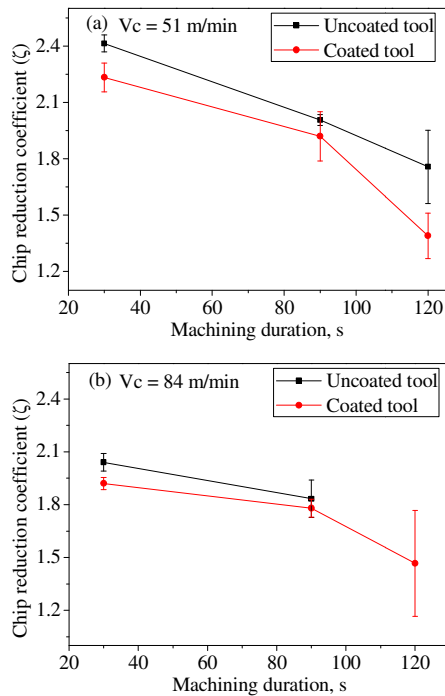 (a) Vc = 51 m/min
Uncoated tool
Coated tool
Chip reduction coefficient (ζ)
2.4
2.1
1.8
1.5
1.2
20 40 60 80 100 120
Machining duration, s
(b) Vc = 84 m/min
Uncoated tool
Coated tool
Chip reduction coefficient (ζ)
2.4
2.1
1.8
1.5
1.2
20 40 60 80 100 120
Machining duration, s